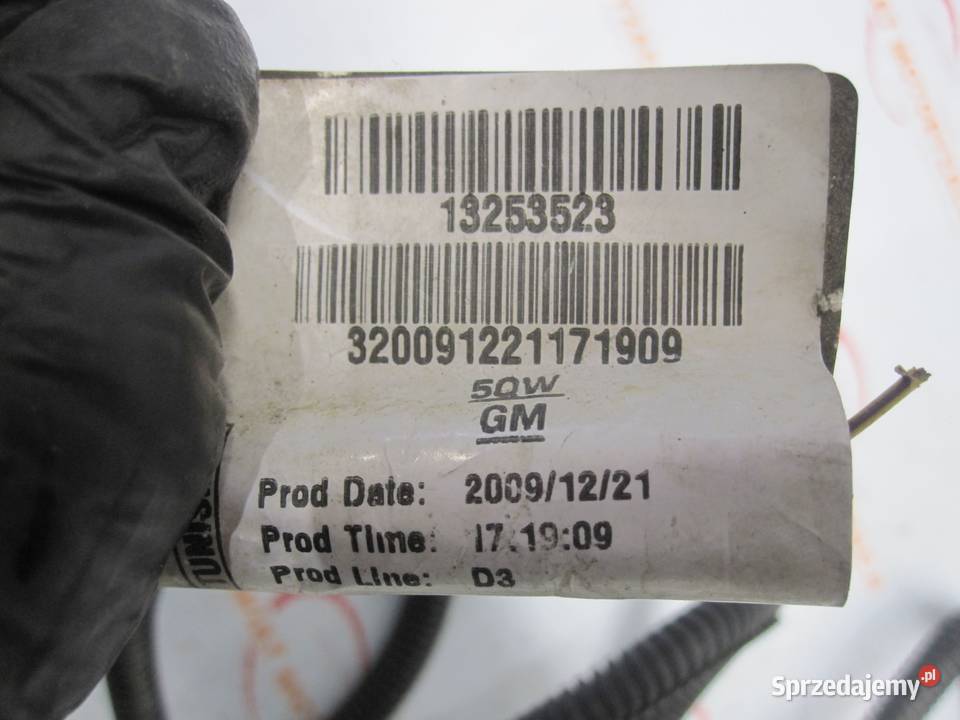 13253523
320091221171909
5QW
GM
Prod Date: 2009/12/21
Prod Time: 17:19:09
Prod Line: D3
Sprzedajemy.pl